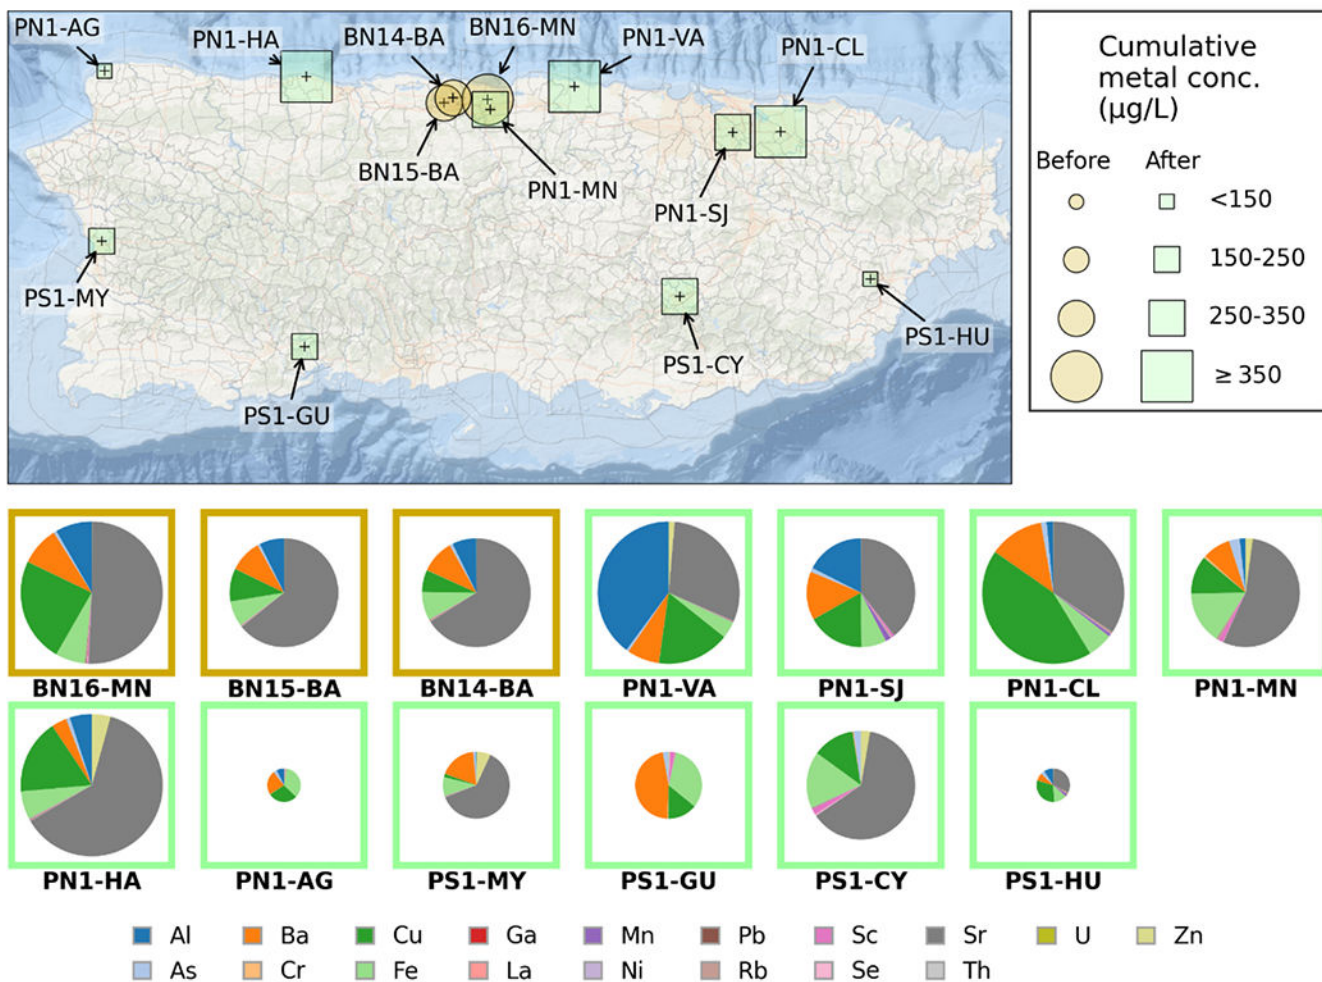 PN1-AG
PN1-HA
BN14-BA
BN16-MN
PN1-VA
PN1-CL
BN15-BA
PN1-MN
PN1-SJ
PS1-MY
PS1-GU
PS1-CY
PS1-HU
Cumulative
metal conc.
(µg/L)
Before After
<150
150-250
250-350
≥ 350
BN16-MN BN15-BA BN14-BA PN1-VA PN1-SJ PN1-CL PN1-MN
PN1-HA PN1-AG PS1-MY PS1-GU PS1-CY PS1-HU
Al Ba Cu Ga Mn Pb Sc Sr U Zn
As Cr Fe La Ni Rb Se Th